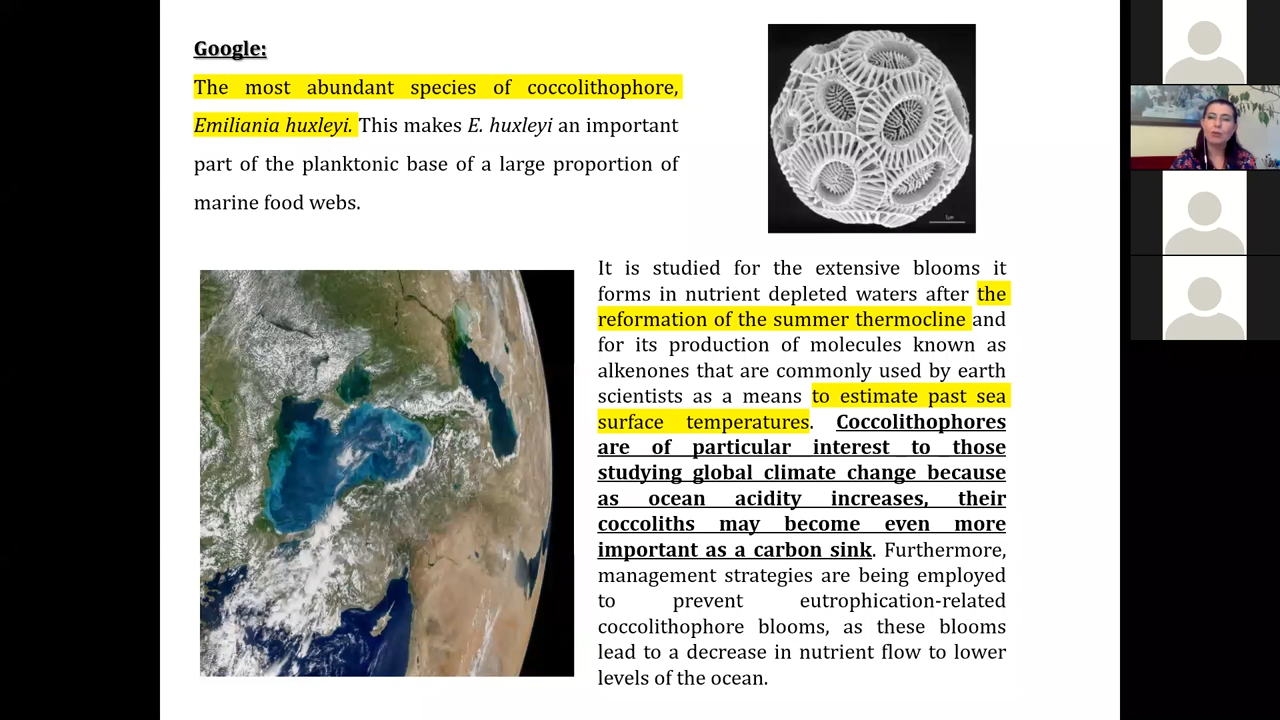 Google:
The most abundant species of coccolithophore,
Emiliania huxleyi. This makes E. huxleyi an important
part of the planktonic base of a large proportion of
marine food webs.
1µm
It is studied for the extensive blooms it
forms in nutrient depleted waters after the
reformation of the summer thermocline and
for its production of molecules known as
alkenones that are commonly used by earth
scientists as a means to estimate past sea
surface temperatures. Coccolithophores
are of particular interest to those
studying global climate change because
as ocean acidity increases, their
coccoliths may become even more
important as a carbon sink. Furthermore,
management strategies are being employed
to prevent eutrophication-related
coccolithophore blooms, as these blooms
lead to a decrease in nutrient flow to lower
levels of the ocean.